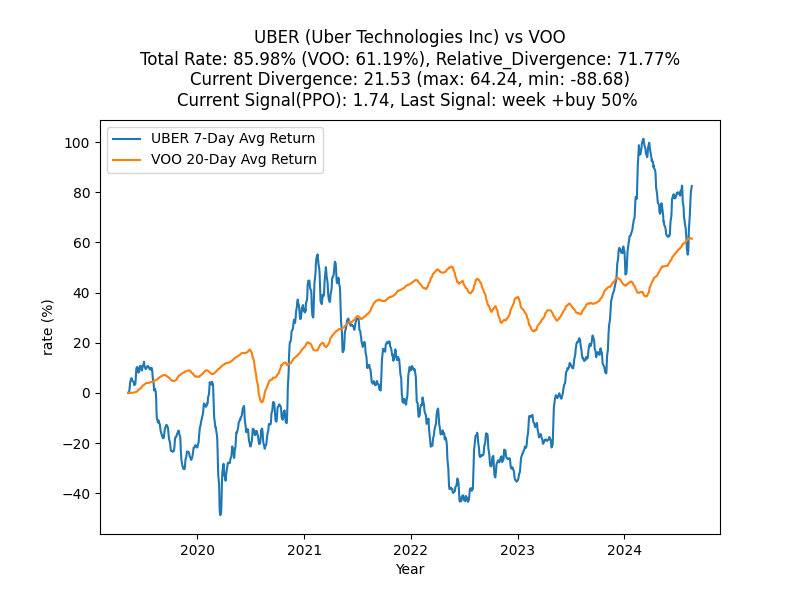 UBER (Uber Technologies Inc) vs VOO
Total Rate: 85.98% (VOO: 61.19%), Relative_Divergence: 71.77%
Current Divergence: 21.53 (max: 64.24, min: -88.68)
Current Signal(PPO): 1.74, Last Signal: week +buy 50%
UBER 7-Day Avg Return
VOO 20-Day Avg Return
rate (%)
100
80
60
40
20
0
−20
−40
2020 2021 2022 2023 2024
Year